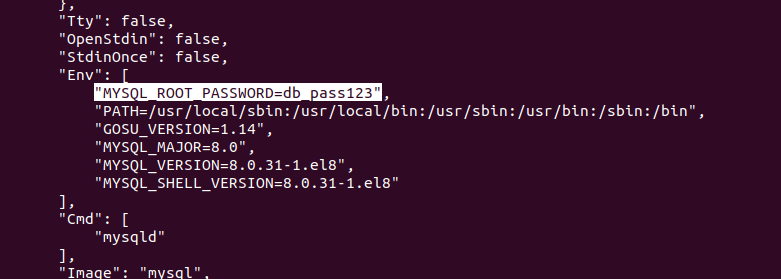 },
"Tty": false,
"OpenStdin": false,
"StdinOnce": false,
"Env": [
"MYSQL_ROOT_PASSWORD=db_pass123",
"PATH=/usr/local/sbin:/usr/local/bin:/usr/sbin:/usr/bin:/sbin:/bin",
"GOSU_VERSION=1.14",
"MYSQL_MAJOR=8.0",
"MYSQL_VERSION=8.0.31-1.el8",
"MYSQL_SHELL_VERSION=8.0.31-1.el8"
],
"Cmd": [
"mysqld"
],
"Image": "mysql",